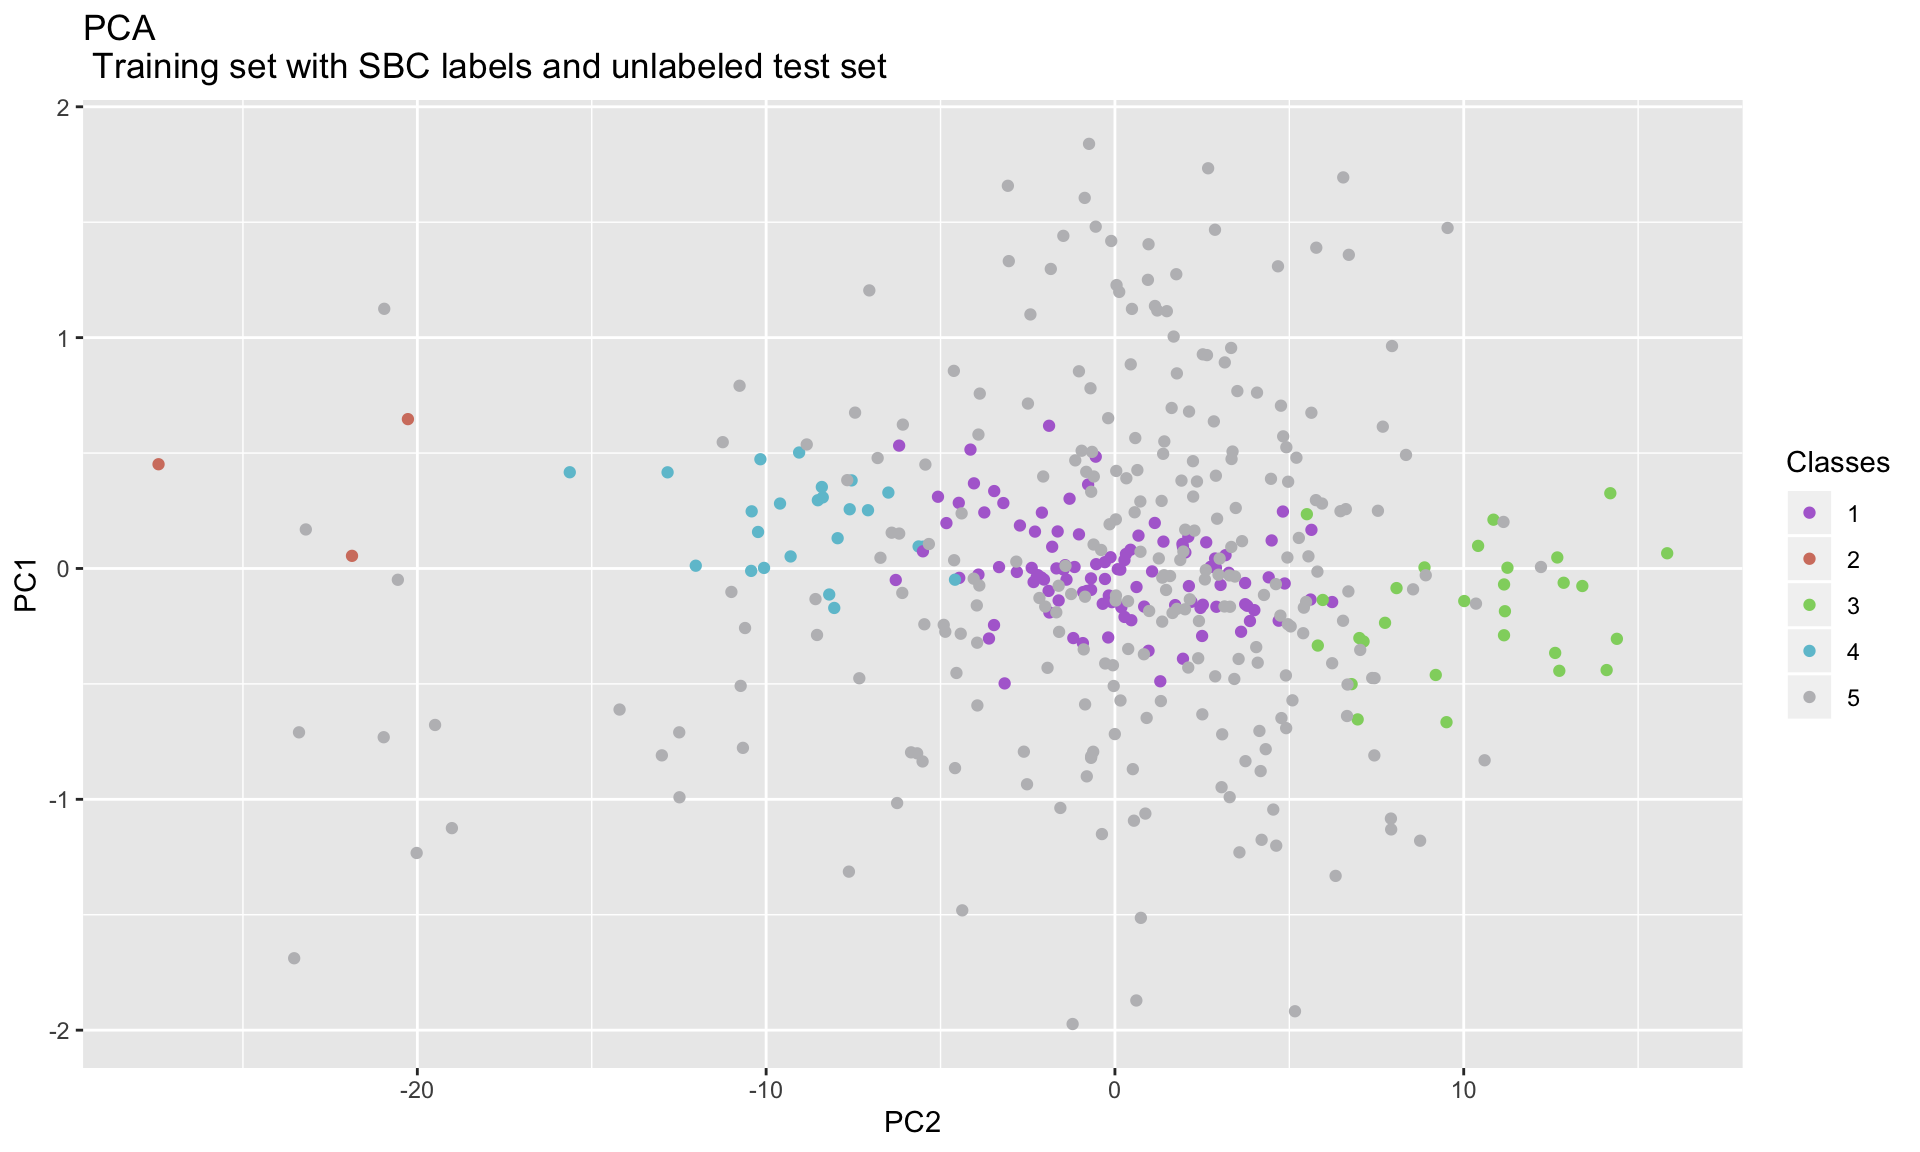 PCA
Training set with SBC labels and unlabeled test set
2
1
0
-1
-2
PC1
-20
-10
0
10
PC2
Classes
1
2
3
4
5